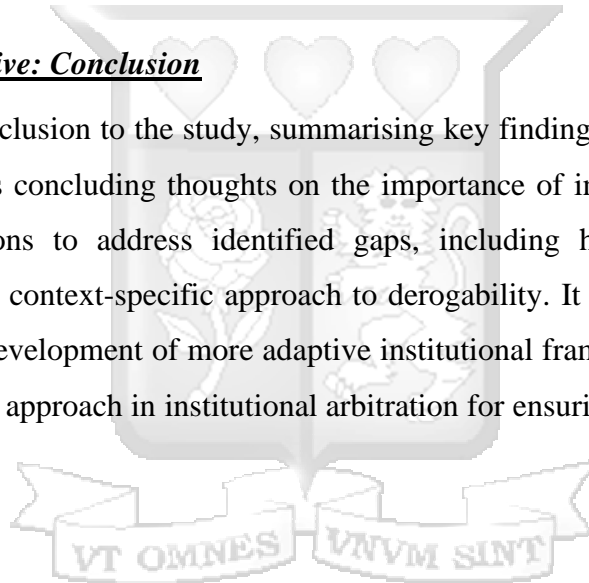 ive: Conclusion
clusion to the study, summarising key finding
s concluding thoughts on the importance of in
ons to address identified gaps, including h
context-specific approach to derogability. It
evelopment of more adaptive institutional fram
approach in institutional arbitration for ensuri
VT OMNES VNVM SINT